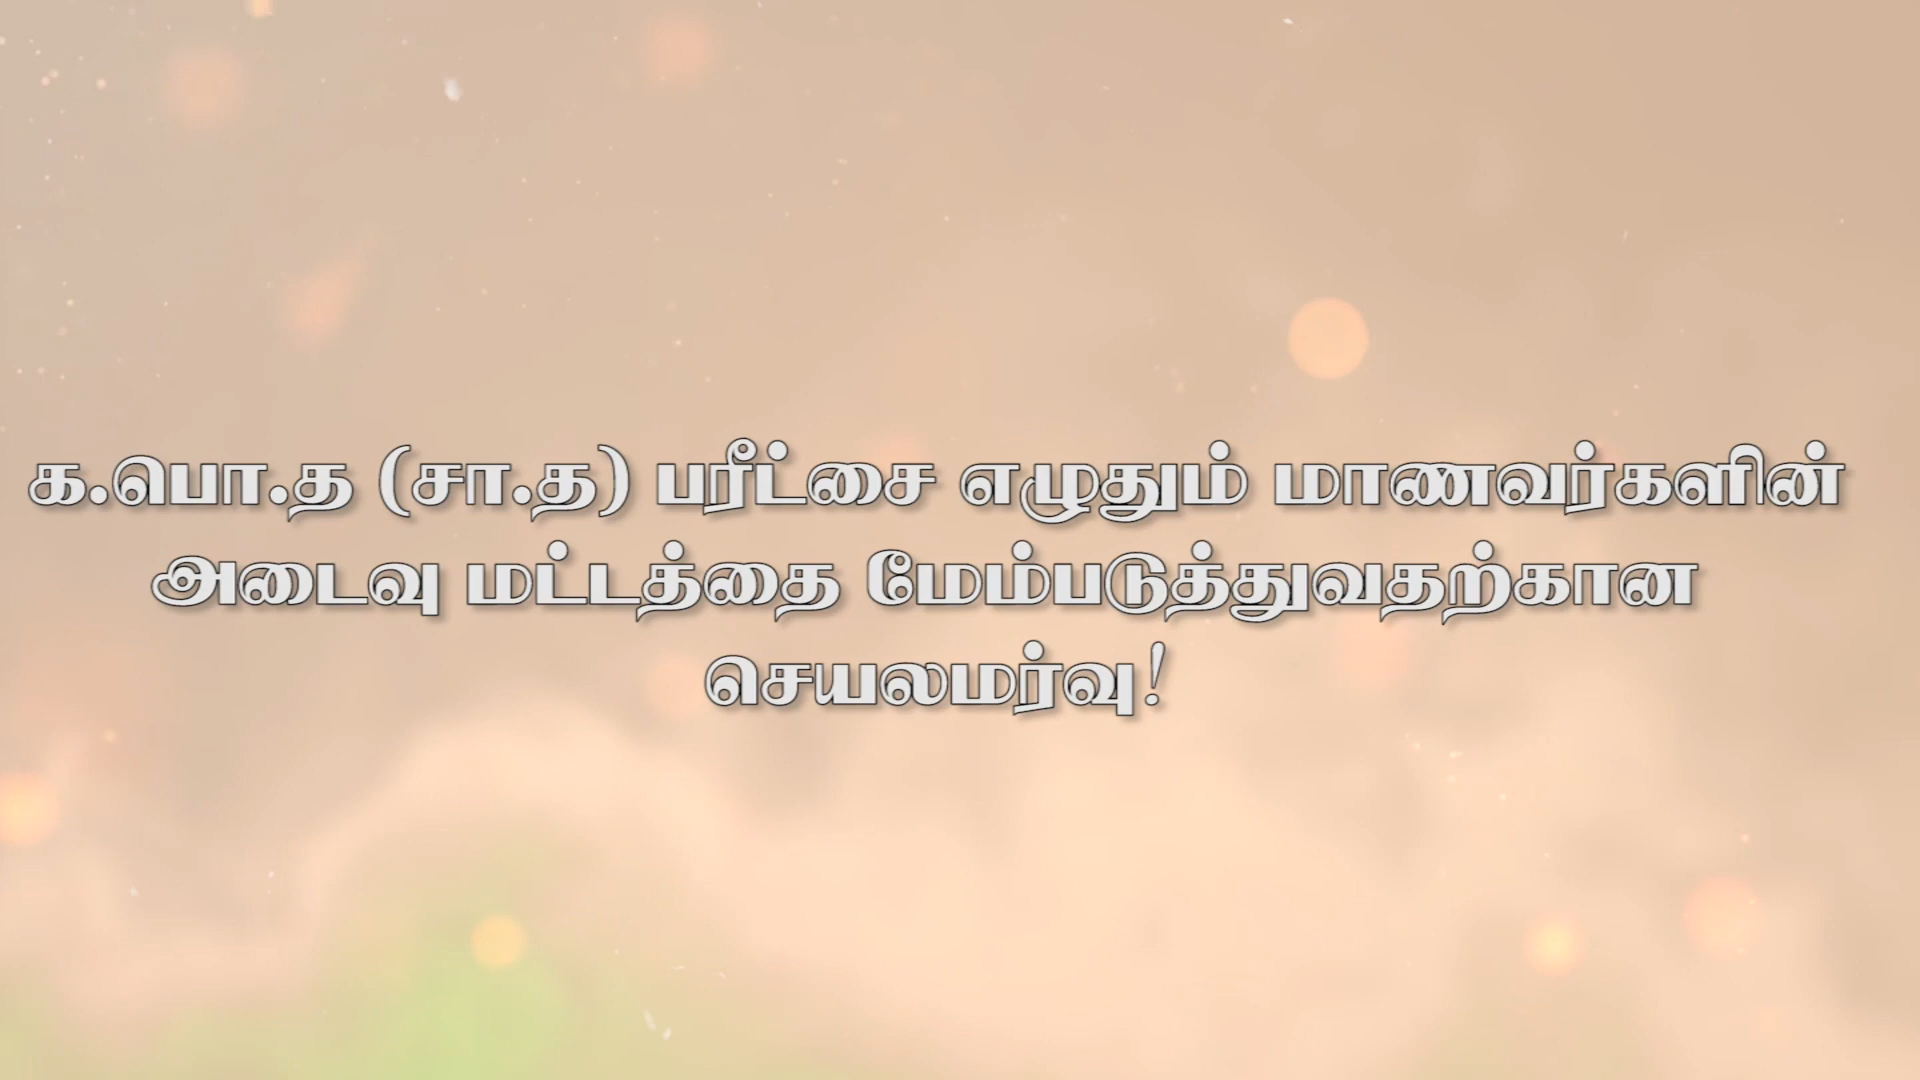 க.பொ.த (சா.த) பரீட்சை எழுதும் மாணவர்களின்
அடைவு மட்டத்தை மேம்படுத்துவதற்கான
செயலமர்வு!